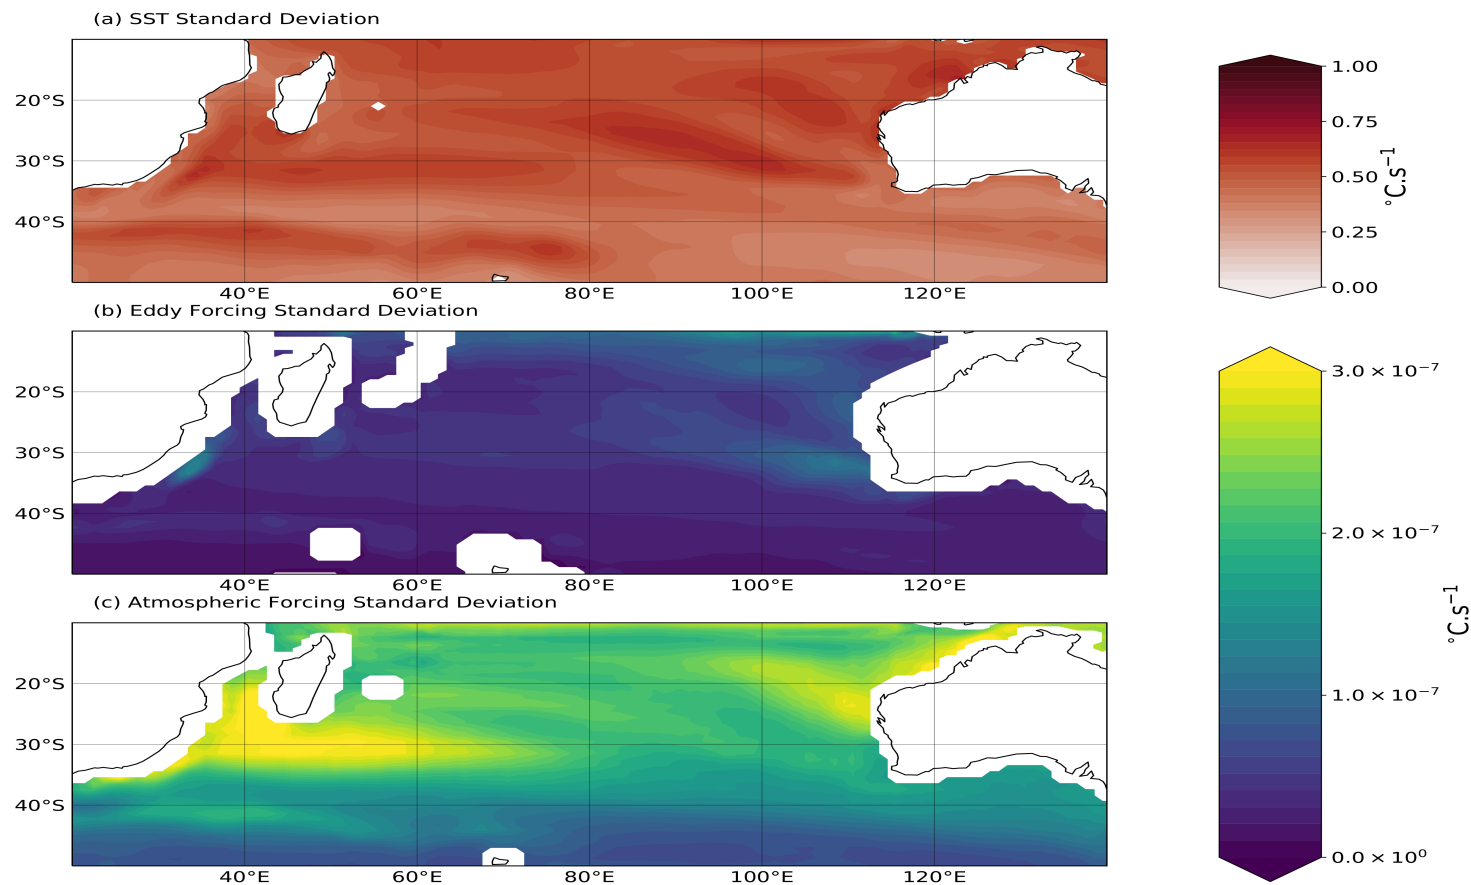 (a) SST Standard Deviation
20°S
30°S
40°S
40°E 60°E 80°E 100°E 120°E
1.00
0.75
0.50
0.25
0.00
°C.s⁻¹
(b) Eddy Forcing Standard Deviation
20°S
30°S
40°S
40°E 60°E 80°E 100°E 120°E
(c) Atmospheric Forcing Standard Deviation
20°S
30°S
40°S
40°E 60°E 80°E 100°E 120°E
3.0 x 10⁻⁷
2.0 x 10⁻⁷
1.0 x 10⁻⁷
0.0 x 10⁰
°C.s⁻¹